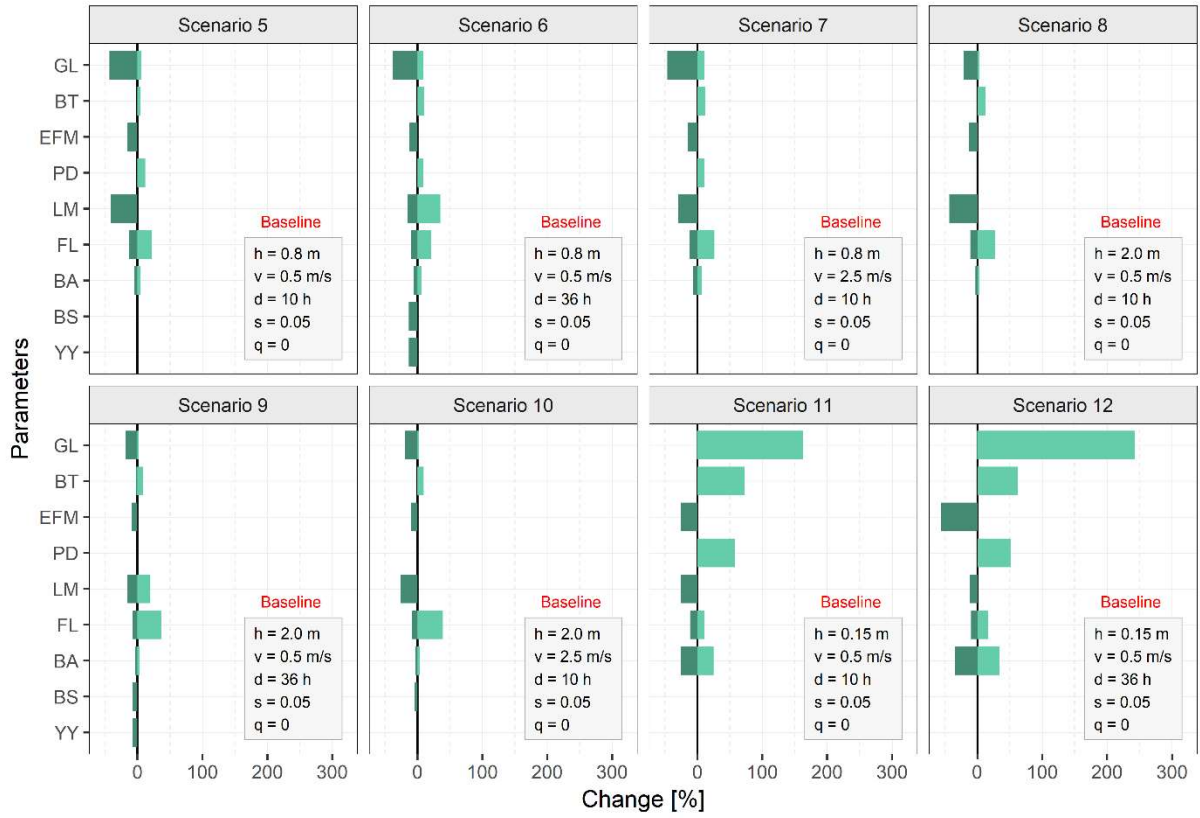 Scenario 5
Scenario 6
Scenario 7
Scenario 8
GL
BT
EFM
PD
LM
FL
BA
BS
YY
Baseline
h = 0.8 m
v = 0.5 m/s
d = 10 h
s = 0.05
q = 0
Baseline
h = 0.8 m
v = 0.5 m/s
d = 36 h
s = 0.05
q = 0
Baseline
h = 0.8 m
v = 2.5 m/s
d = 10 h
s = 0.05
q = 0
Baseline
h = 2.0 m
v = 0.5 m/s
d = 10 h
s = 0.05
q = 0
Parameters
Scenario 9
Scenario 10
Scenario 11
Scenario 12
GL
BT
EFM
PD
LM
FL
BA
BS
YY
Baseline
h = 2.0 m
v = 0.5 m/s
d = 36 h
s = 0.05
q = 0
Baseline
h = 2.0 m
v = 2.5 m/s
d = 10 h
s = 0.05
q = 0
Baseline
h = 0.15 m
v = 0.5 m/s
d = 10 h
s = 0.05
q = 0
Baseline
h = 0.15 m
v = 0.5 m/s
d = 36 h
s = 0.05
q = 0
0 100 200 300
0 100 200 300
0 100 200 300
0 100 200 300
Change [%]